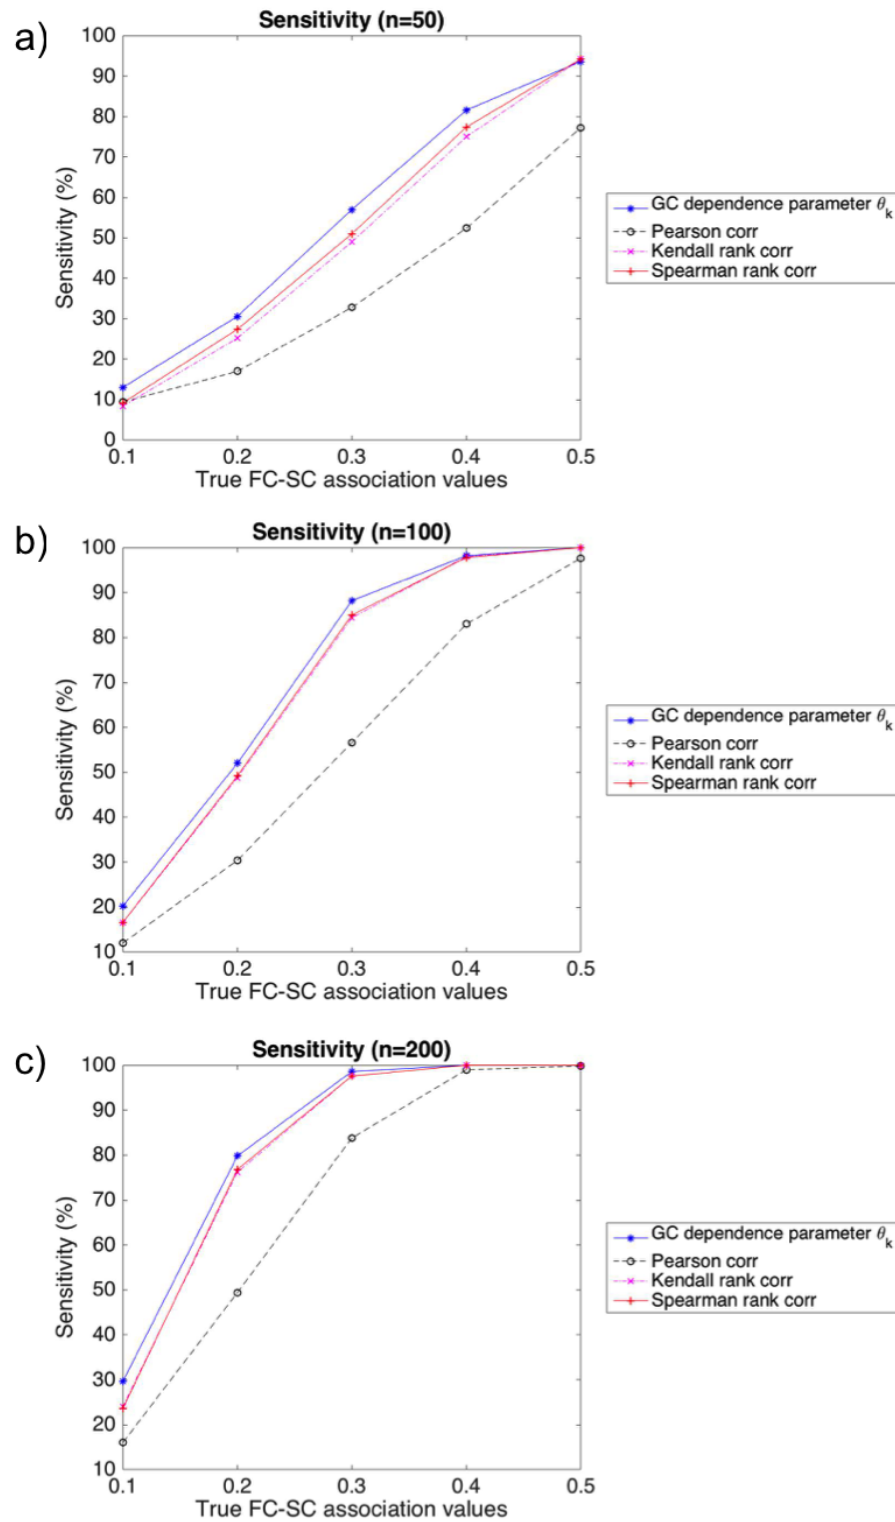 a)
Sensitivity (n=50)
100
90
80
70
60
50
40
30
20
10
0
Sensitivity (%)
0.1 0.2 0.3 0.4 0.5
True FC-SC association values
GC dependence parameter θk
Pearson corr
Kendall rank corr
Spearman rank corr
b)
Sensitivity (n=100)
100
90
80
70
60
50
40
30
20
10
Sensitivity (%)
0.1 0.2 0.3 0.4 0.5
True FC-SC association values
GC dependence parameter θk
Pearson corr
Kendall rank corr
Spearman rank corr
c)
Sensitivity (n=200)
100
90
80
70
60
50
40
30
20
10
Sensitivity (%)
0.1 0.2 0.3 0.4 0.5
True FC-SC association values
GC dependence parameter θk
Pearson corr
Kendall rank corr
Spearman rank corr